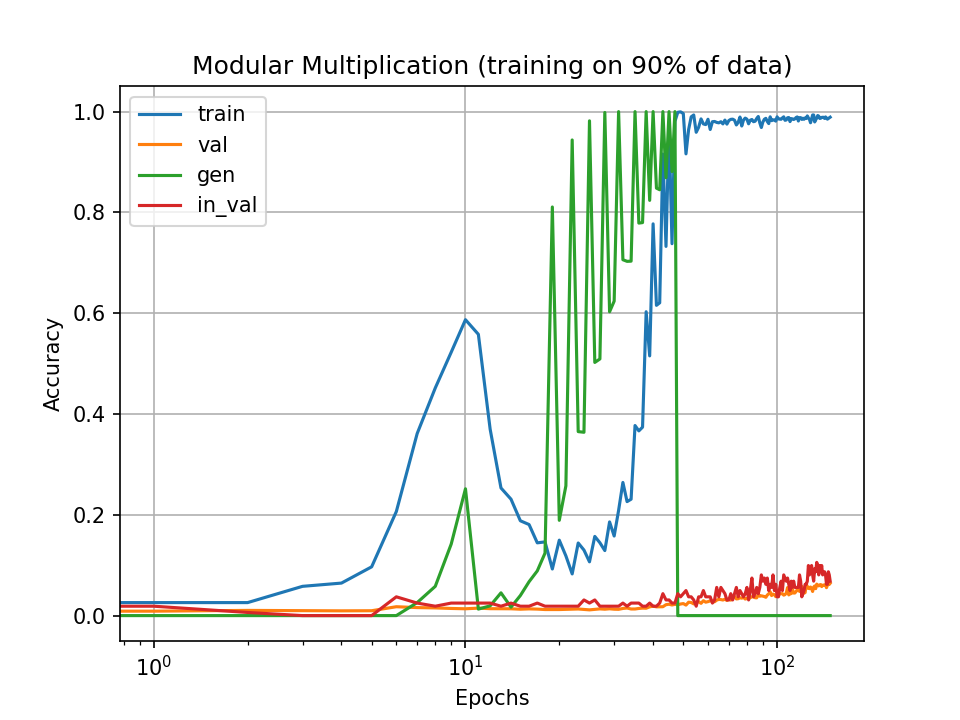 Modular Multiplication (training on 90% of data)
train
val
gen
in_val
1.0
0.8
0.6
0.4
0.2
0.0
Accuracy
10⁰ 10¹ 10²
Epochs